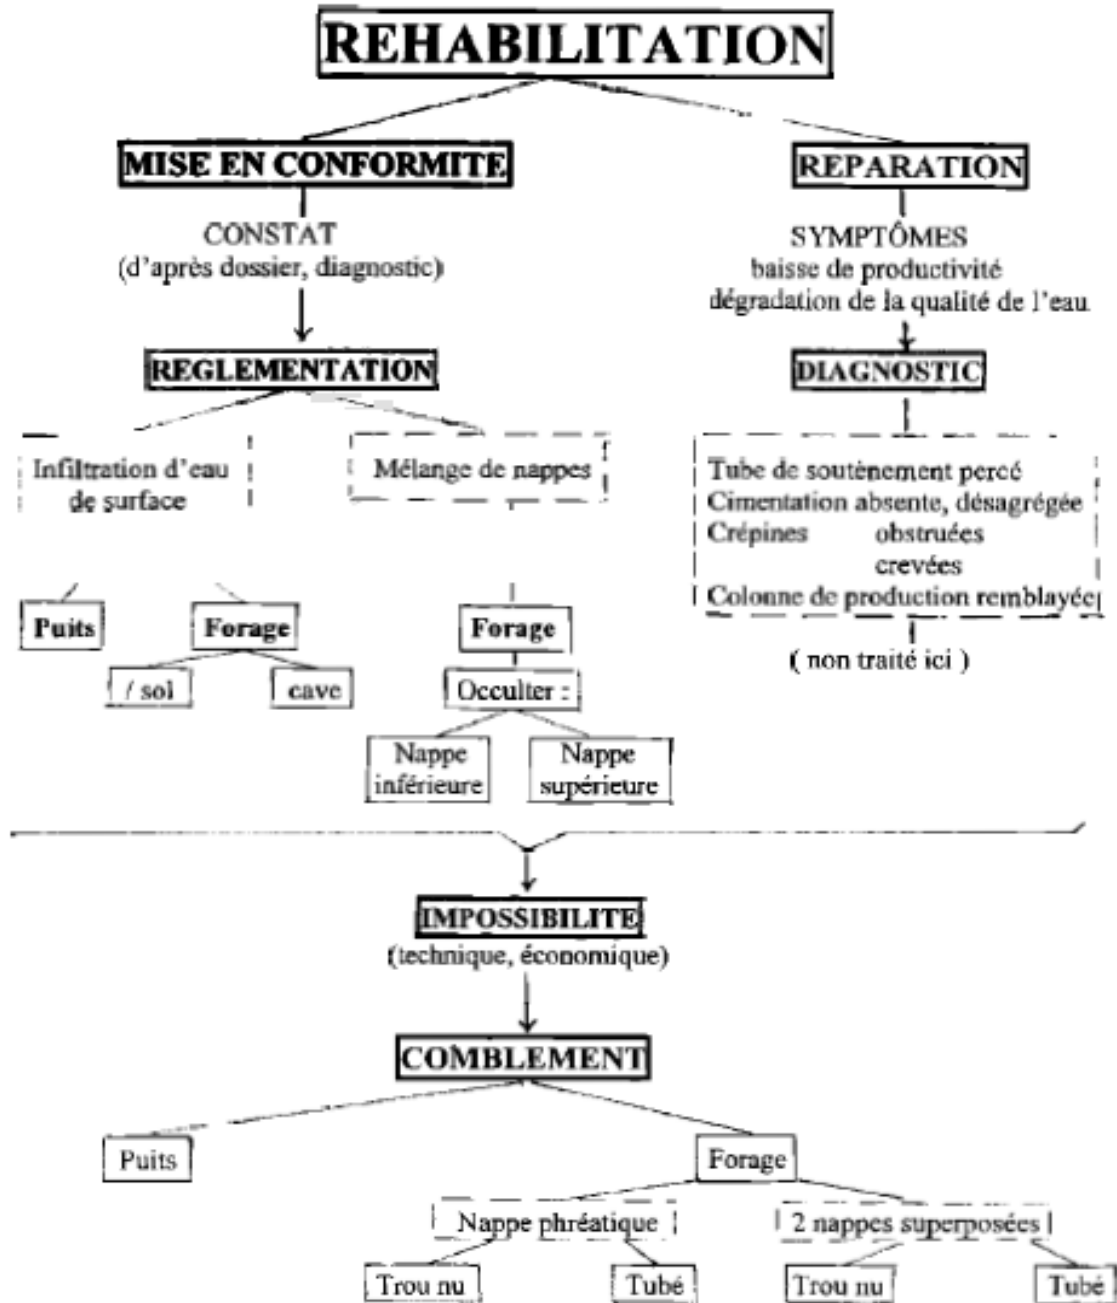 REHABILITATION
MISE EN CONFORMITE
REPARATION
CONSTAT
(d'après dossier, diagnostic)
SYMPTÔMES
baisse de productivité
dégradation de la qualité de l'eau
REGLEMENTATION
DIAGNOSTIC
Infiltration d'eau
de surface
Mélange de nappes
Tube de soutènement percé
Cimentation absente, désagrégée
Crépines obstruées
crevées
Colonne de production remblayée
(non traité ici)
Puits
Forage
Forage
/ sol
cave
Occulter :
Nappe
inférieure
Nappe
supérieure
IMPOSSIBILITE
(technique, économique)
COMBLEMENT
Puits
Forage
Nappe phréatique
2 nappes superposées
Trou nu
Tubé
Trou nu
Tubé